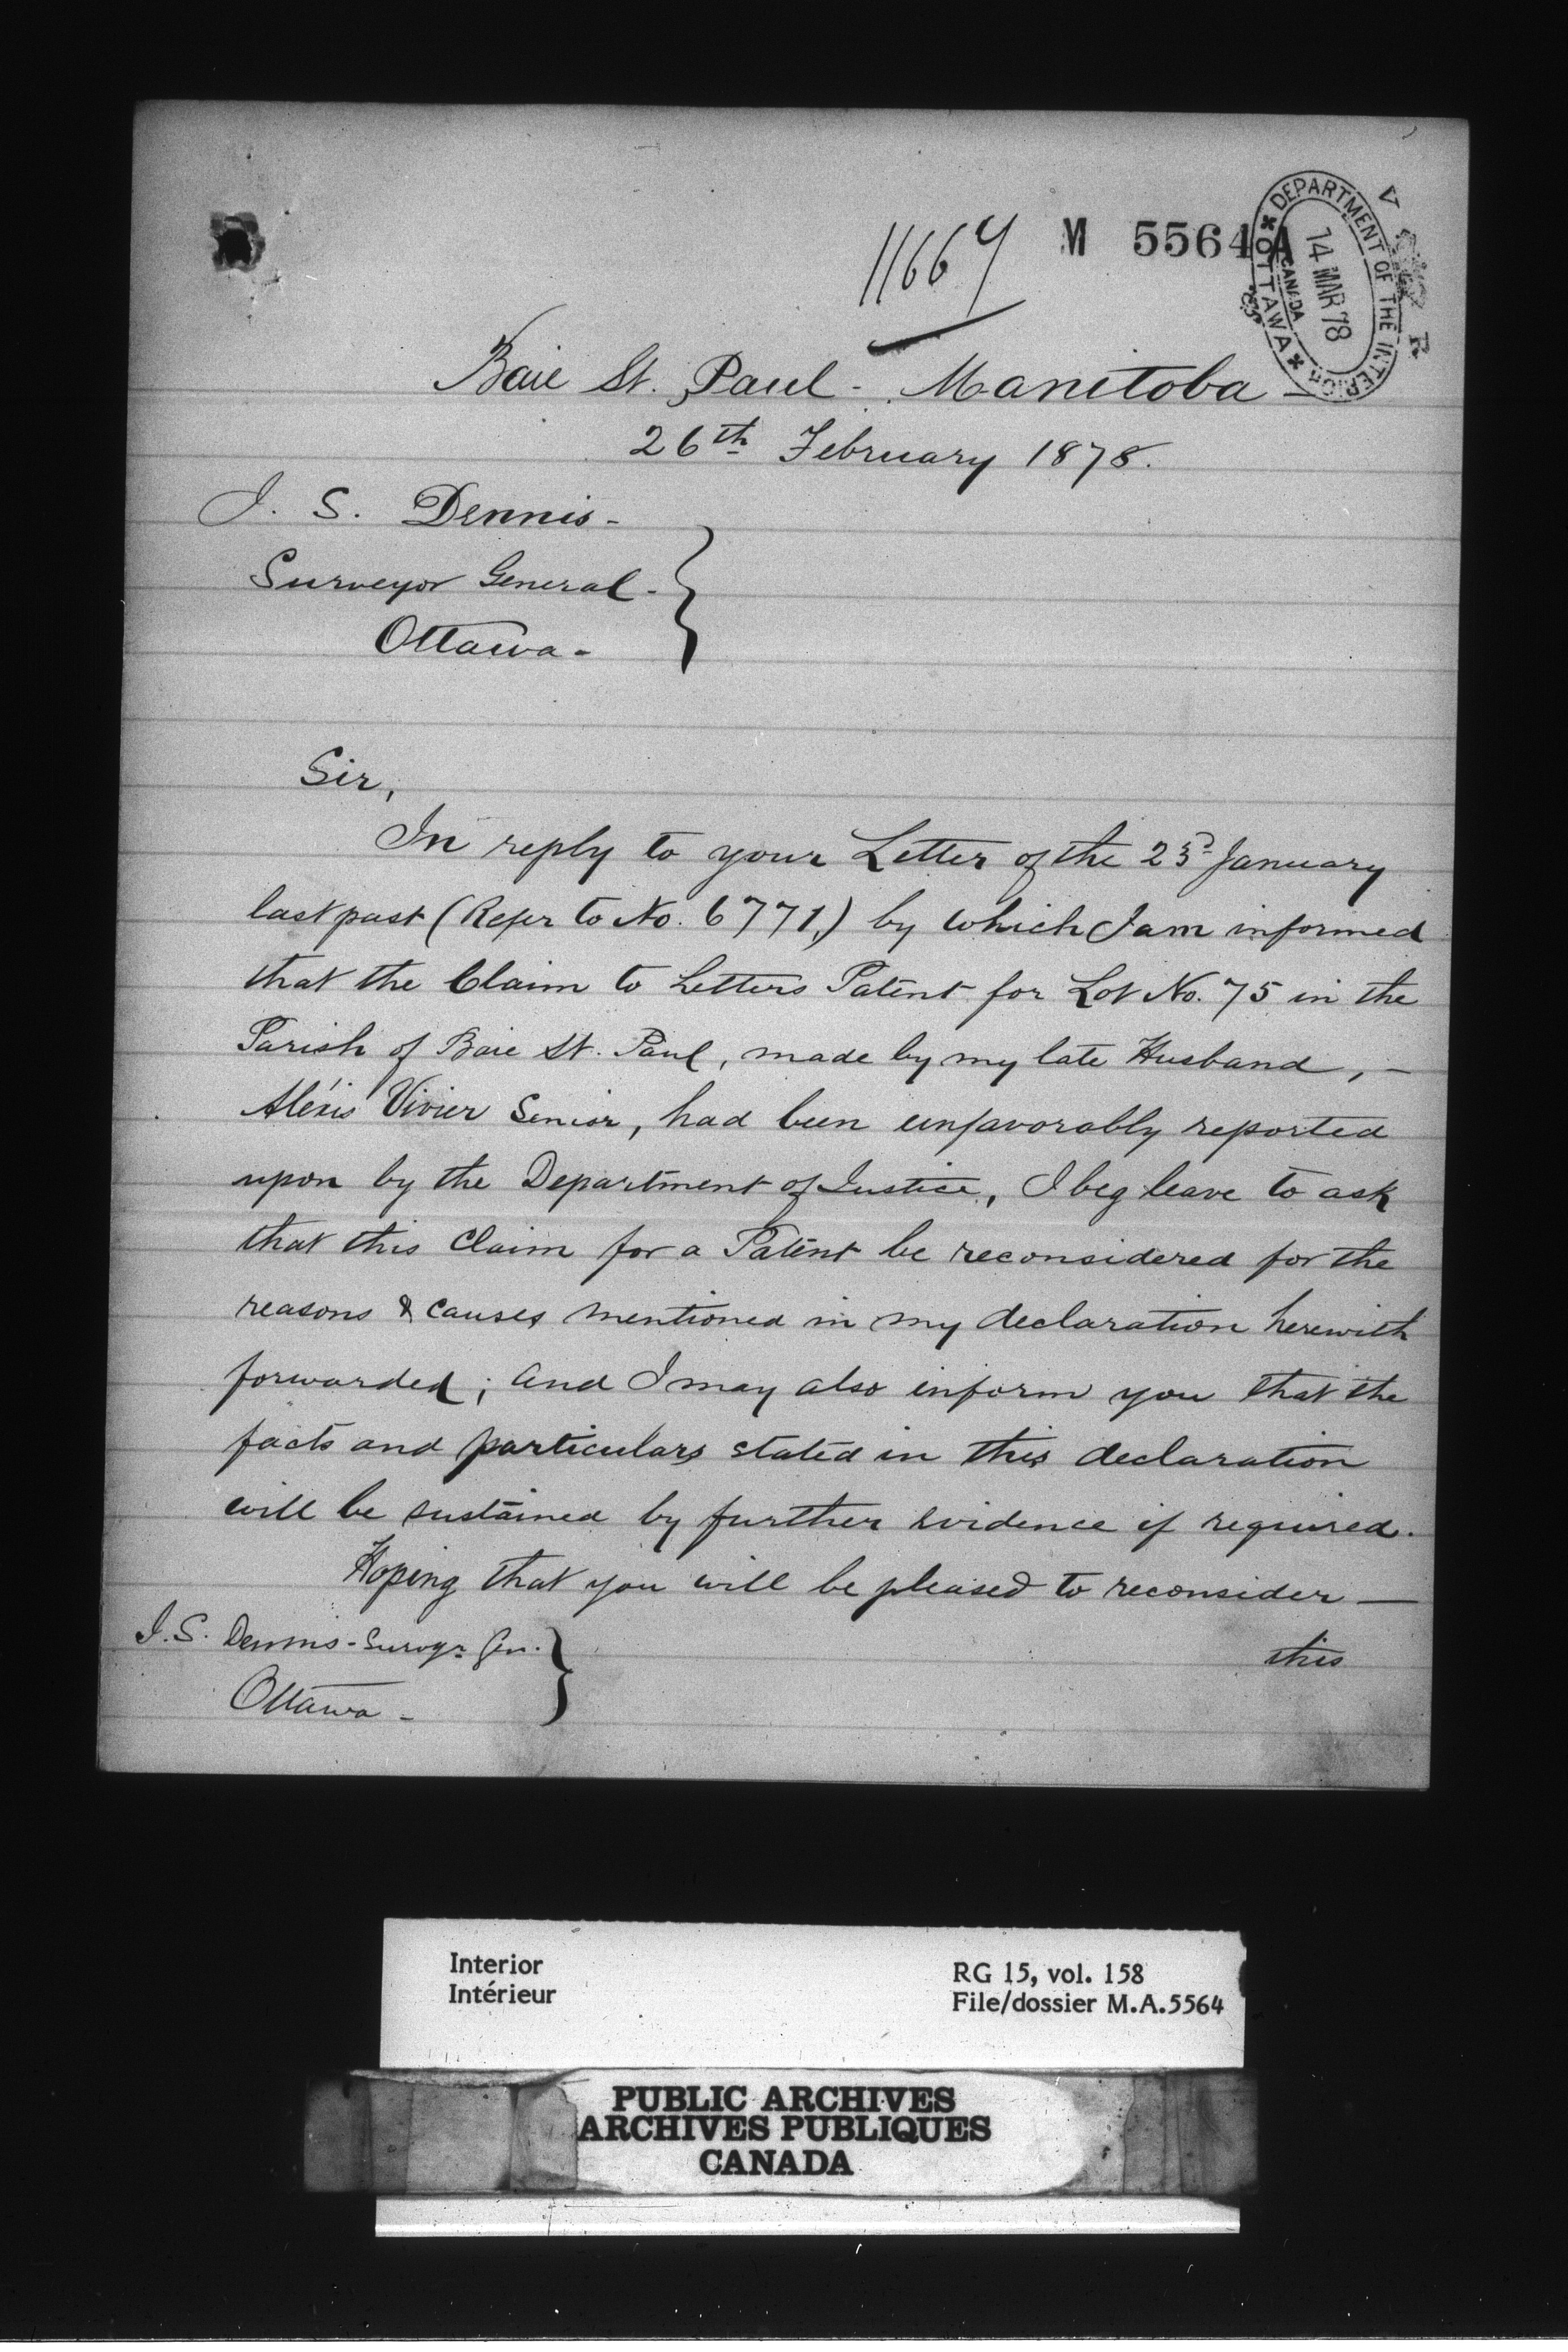 11664
M 5564 A
DEPARTMENT OF THE INTERIOR
14 MAR 78
CANADA
OTTAWA
Baie St. Paul - Manitoba -
26th February 1878.
J. S. Dennis -
Surveyor General -
Ottawa -
Sir,
In reply to your Letter of the 23d January
last past (Refer to No. 6771,) by which I am informed
that the Claim to Letters Patent for Lot No. 75 in the
Parish of Baie St. Paul, made by my late Husband, -
Aléxis Vivier Senior, had been unfavorably reported
upon by the Department of Justice, I beg leave to ask
that this Claim for a Patent be reconsidered for the
reasons & causes mentioned in my declaration herewith
forwarded; and I may also inform you that the
facts and particulars stated in this declaration
will be sustained by further evidence if required.
Hoping that you will be pleased to reconsider —
this
J. S. Dennis - Surveyr Gen.
Ottawa -
Interior
Intérieur
RG 15, vol. 158
File/dossier M.A.5564
PUBLIC ARCHIVES
ARCHIVES PUBLIQUES
CANADA